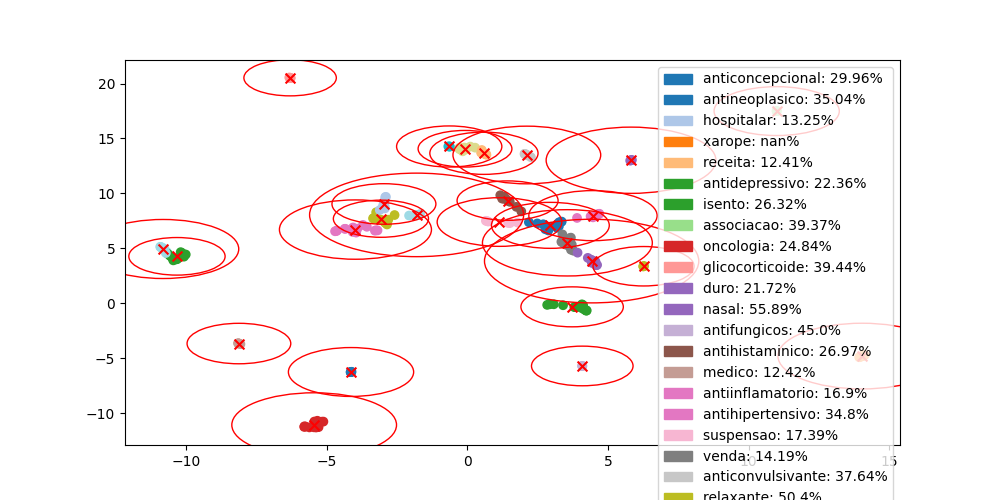 20
15
10
5
0
−5
−10
−10
−5
0
5
10
15
anticoncepcional: 29.96%
antineoplasico: 35.04%
hospitalar: 13.25%
xarope: nan%
receita: 12.41%
antidepressivo: 22.36%
isento: 26.32%
associacao: 39.37%
oncologia: 24.84%
glicocorticoide: 39.44%
duro: 21.72%
nasal: 55.89%
antifungicos: 45.0%
antihistaminico: 26.97%
medico: 12.42%
antiinflamatorio: 16.9%
antihipertensivo: 34.8%
suspensao: 17.39%
venda: 14.19%
anticonvulsivante: 37.64%
relaxante: 50.4%